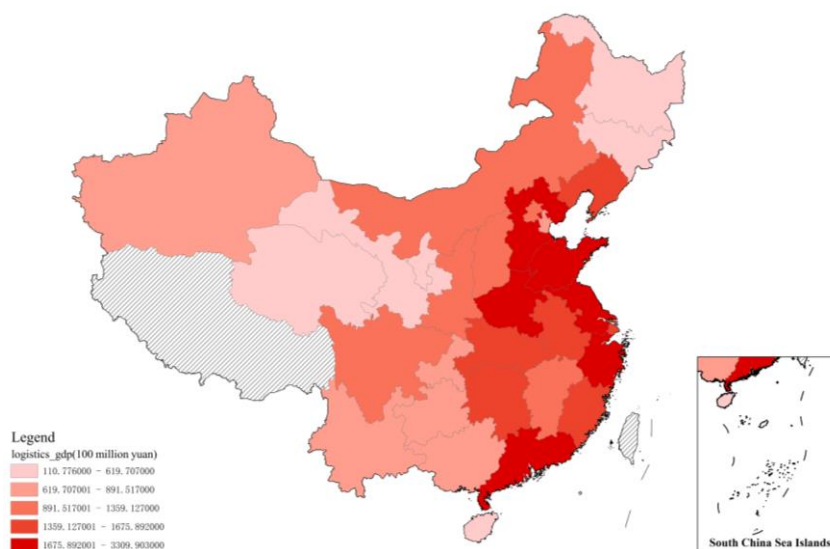 Legend
logistics_gdp(100 million yuan)
110.776000 - 619.707000
619.707001 - 891.517000
891.517001 - 1359.127000
1359.127001 - 1675.892000
1675.892001 - 3309.903000
South China Sea Islands